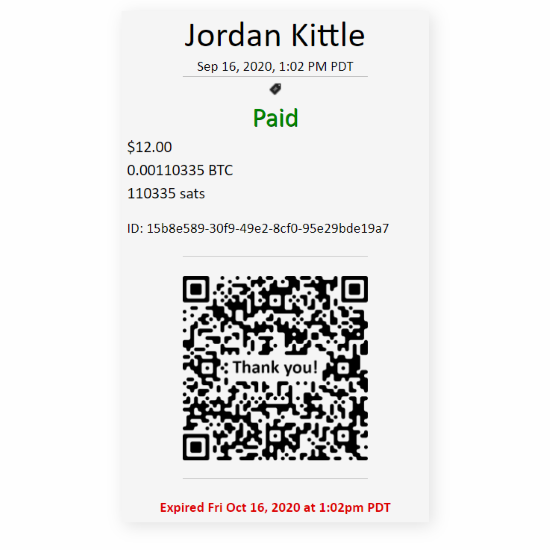 Jordan Kittle
Sep 16, 2020, 1:02 PM PDT
Paid
$12.00
0.00110335 BTC
110335 sats
ID: 15b8e589-30f9-49e2-8cf0-95e29bde19a7
Thank you!
Expired Fri Oct 16, 2020 at 1:02pm PDT